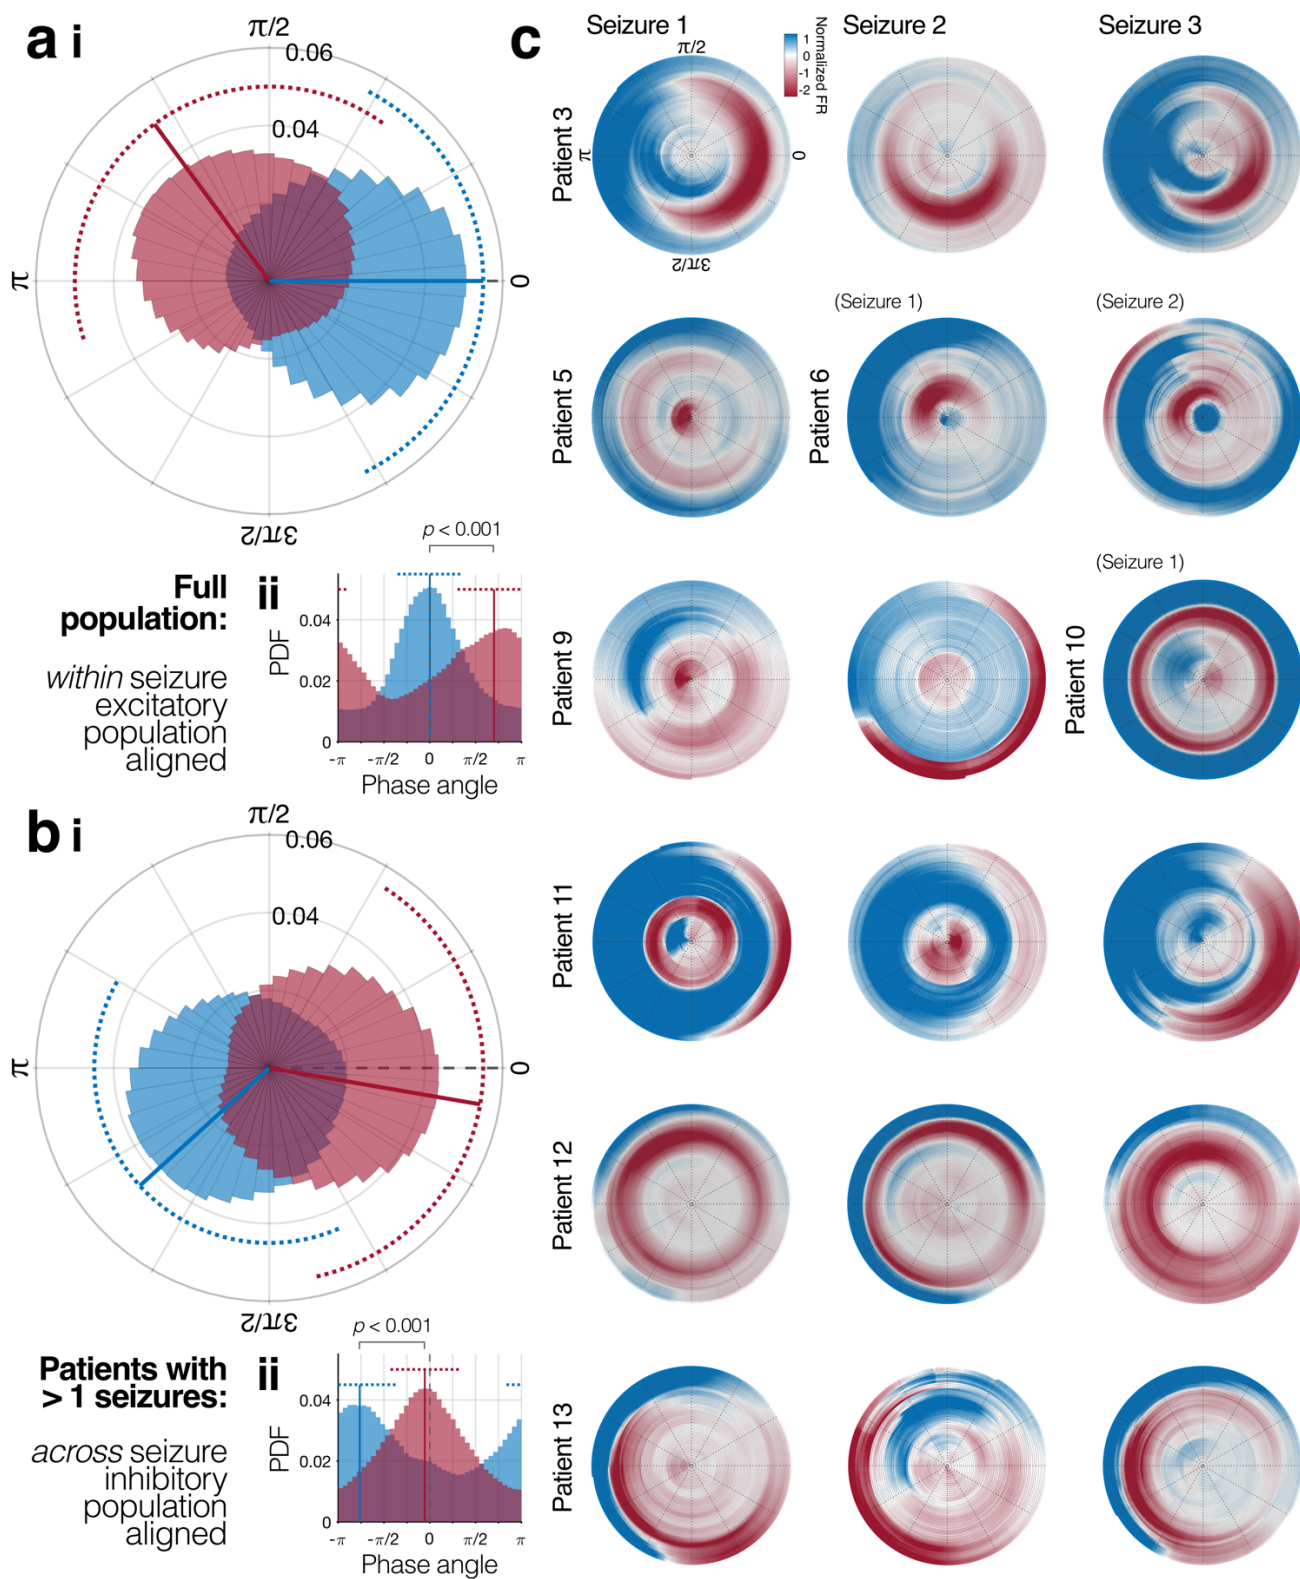 a i
π/2
0.06
0.04
π
0
3π/2
Full
population:
within seizure
excitatory
population
aligned
ii
p < 0.001
PDF
0.04
0.02
0
-π
-π/2
0
π/2
π
Phase angle
b i
π/2
0.06
0.04
π
0
3π/2
Patients with
> 1 seizures:
across seizure
inhibitory
population
aligned
ii
p < 0.001
PDF
0.04
0.02
0
-π
-π/2
0
π/2
π
Phase angle
c
Seizure 1
Seizure 2
Seizure 3
π/2
π
0
3π/2
1
0
-1
-2
Normalized FR
Patient 3
Patient 5
(Seizure 1)
Patient 6
(Seizure 2)
Patient 9
(Seizure 1)
Patient 10
Patient 11
Patient 12
Patient 13